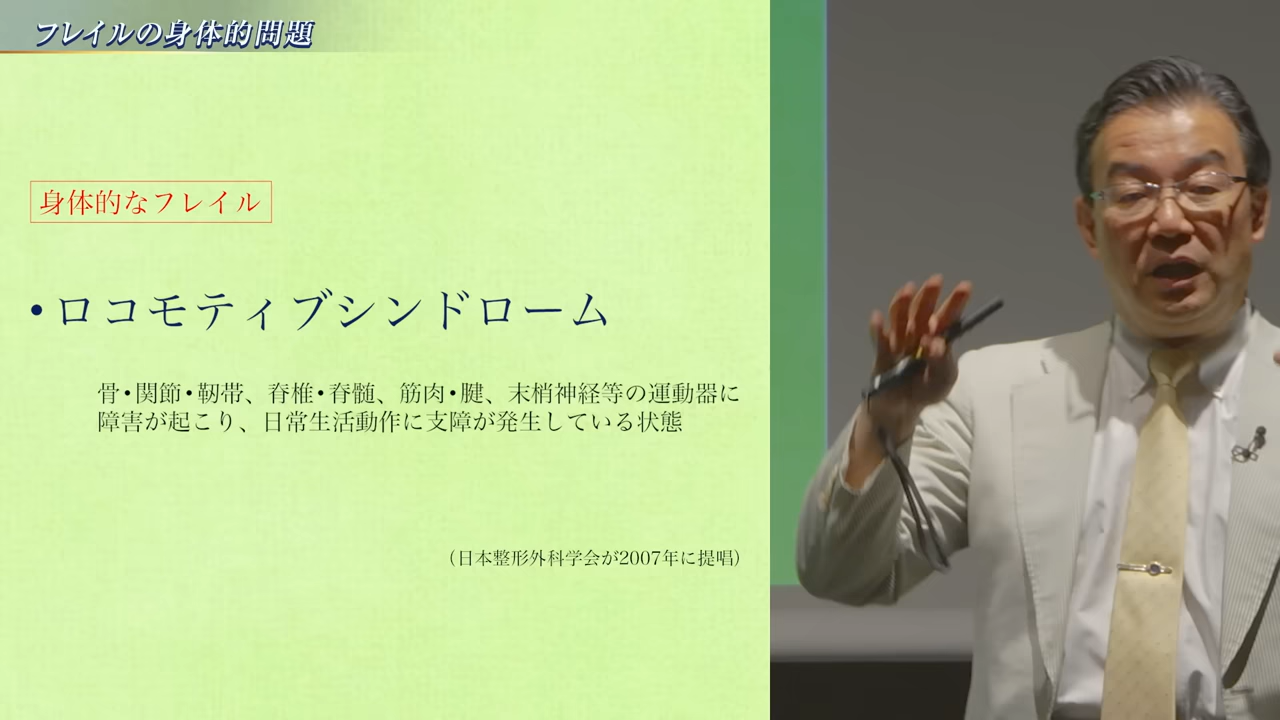 フレイルの身体的問題
身体的なフレイル
•ロコモティブシンドローム
骨・関節・靭帯、脊椎・脊髄、筋肉・腱、末梢神経等の運動器に
障害が起こり、日常生活動作に支障が発生している状態
（日本整形外科学会が2007年に提唱）